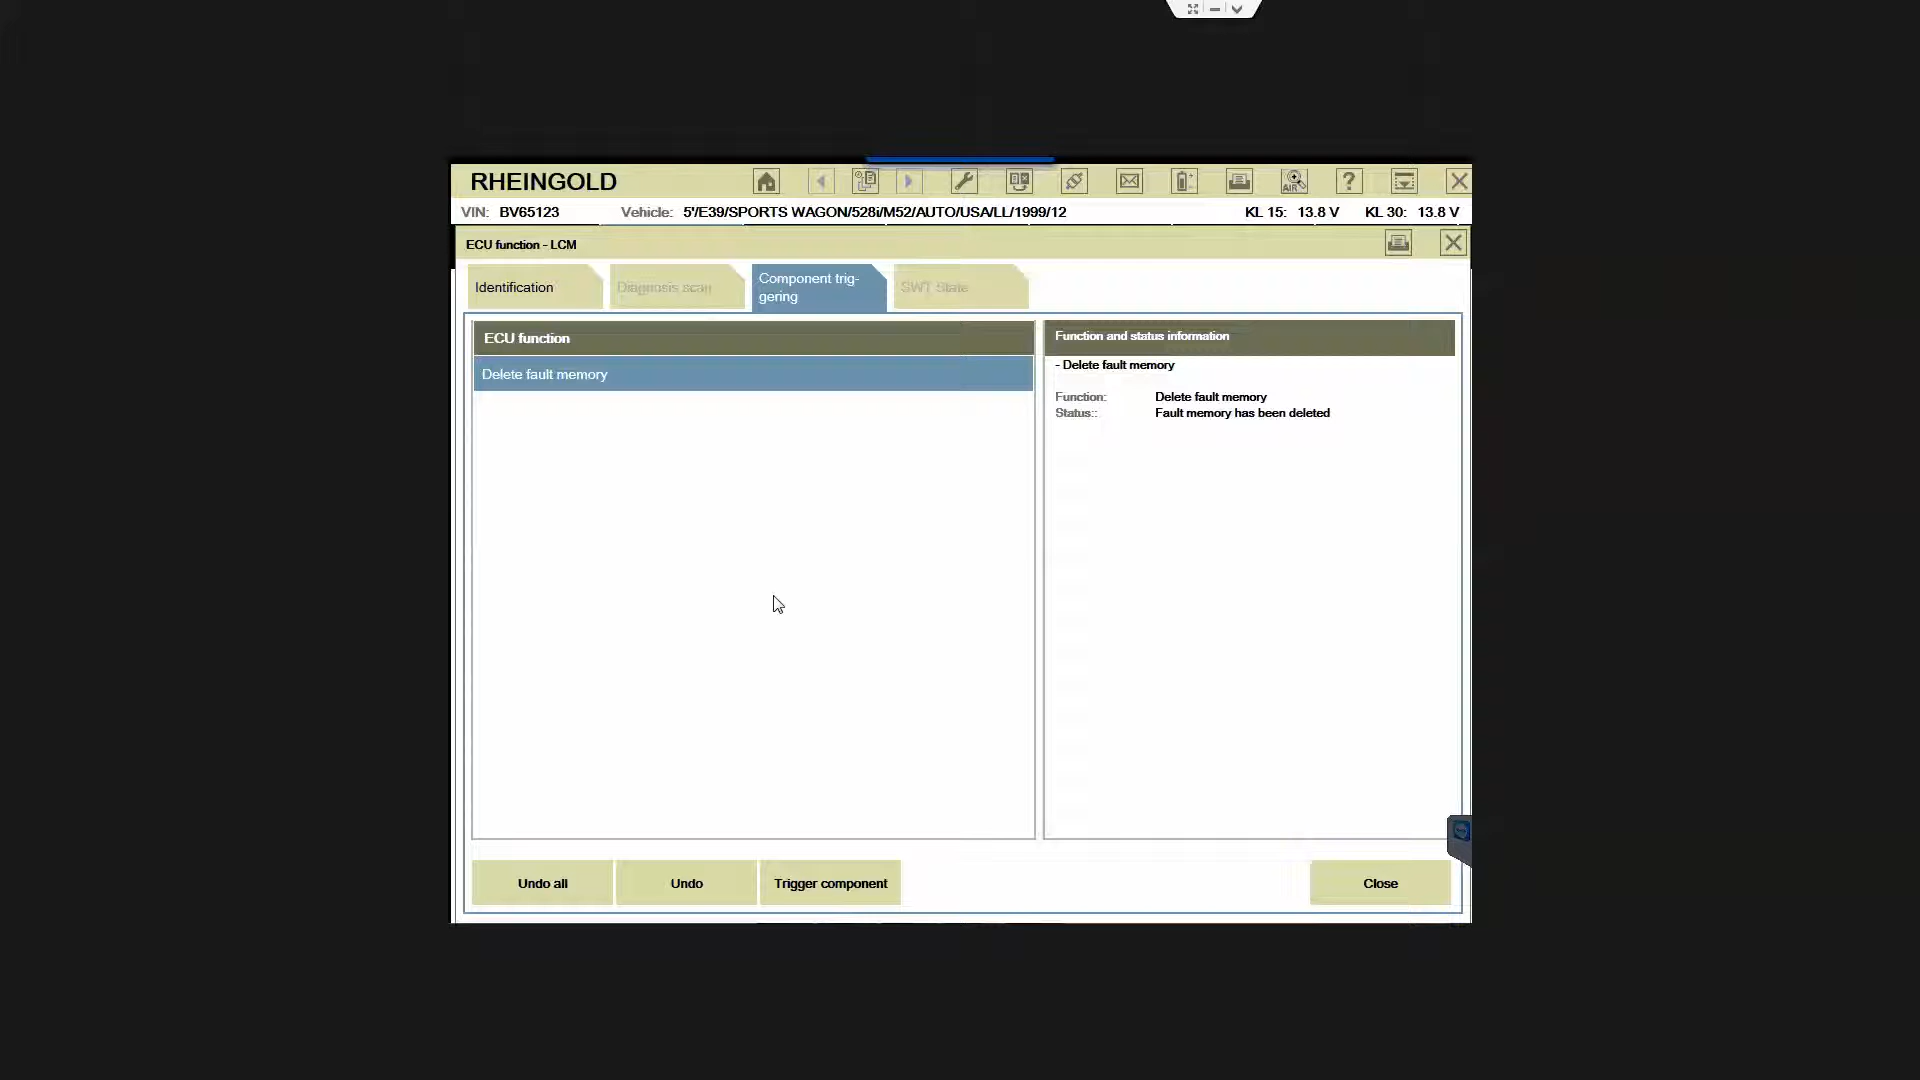 RHEINGOLD
AIR
?
VIN: BV65123 Vehicle: 5'/E39/SPORTS WAGON/528i/M52/AUTO/USA/LL/1999/12 KL 15: 13.8 V KL 30: 13.8 V
ECU function - LCM
Identification
Diagnosis scan
Component trig-
gering
SWT State
ECU function
Delete fault memory
Function and status information
- Delete fault memory
Function: Delete fault memory
Status:: Fault memory has been deleted
Undo all
Undo
Trigger component
Close